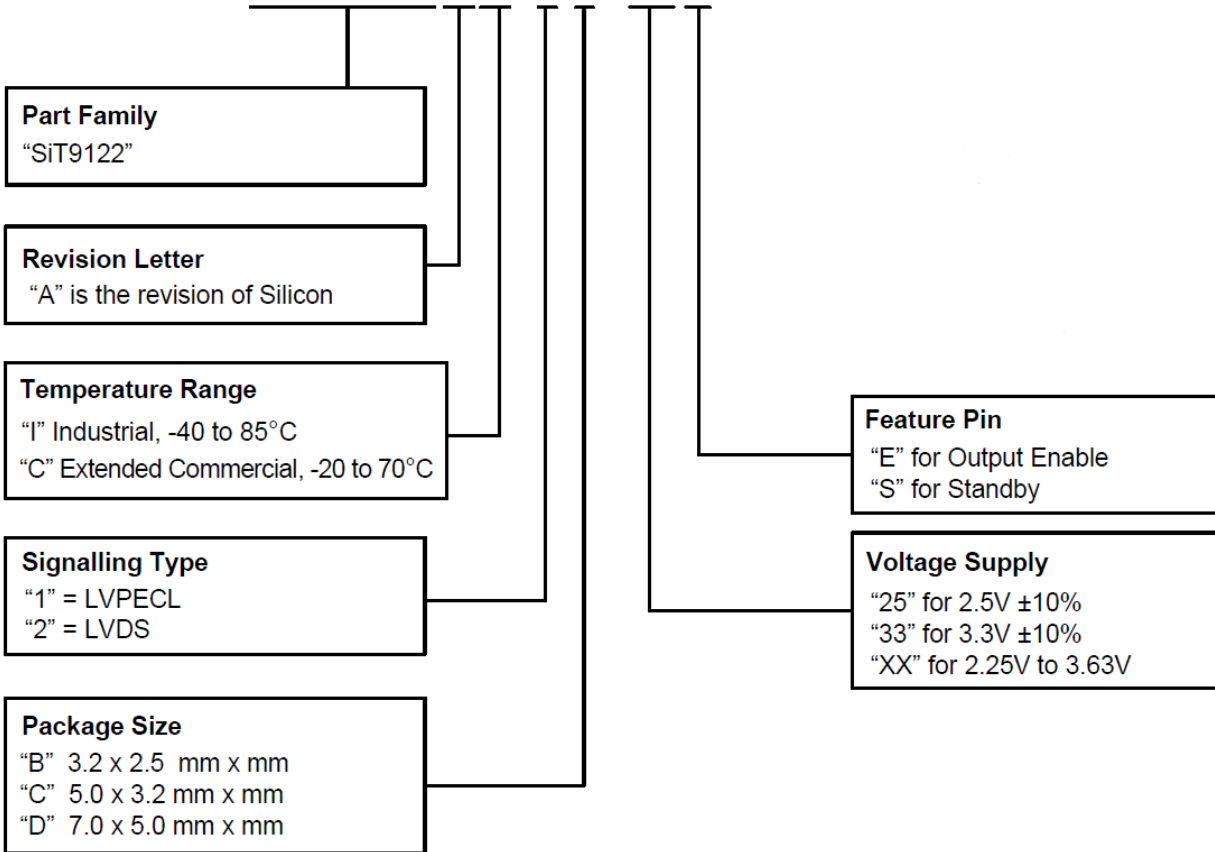 Part Family
“SiT9122”
Revision Letter
“A” is the revision of Silicon
Temperature Range
“I” Industrial, -40 to 85°C
“C” Extended Commercial, -20 to 70°C
Signalling Type
“1” = LVPECL
“2” = LVDS
Package Size
“B” 3.2 x 2.5 mm x mm
“C” 5.0 x 3.2 mm x mm
“D” 7.0 x 5.0 mm x mm
Feature Pin
“E” for Output Enable
“S” for Standby
Voltage Supply
“25” for 2.5V ±10%
“33” for 3.3V ±10%
“XX” for 2.25V to 3.63V